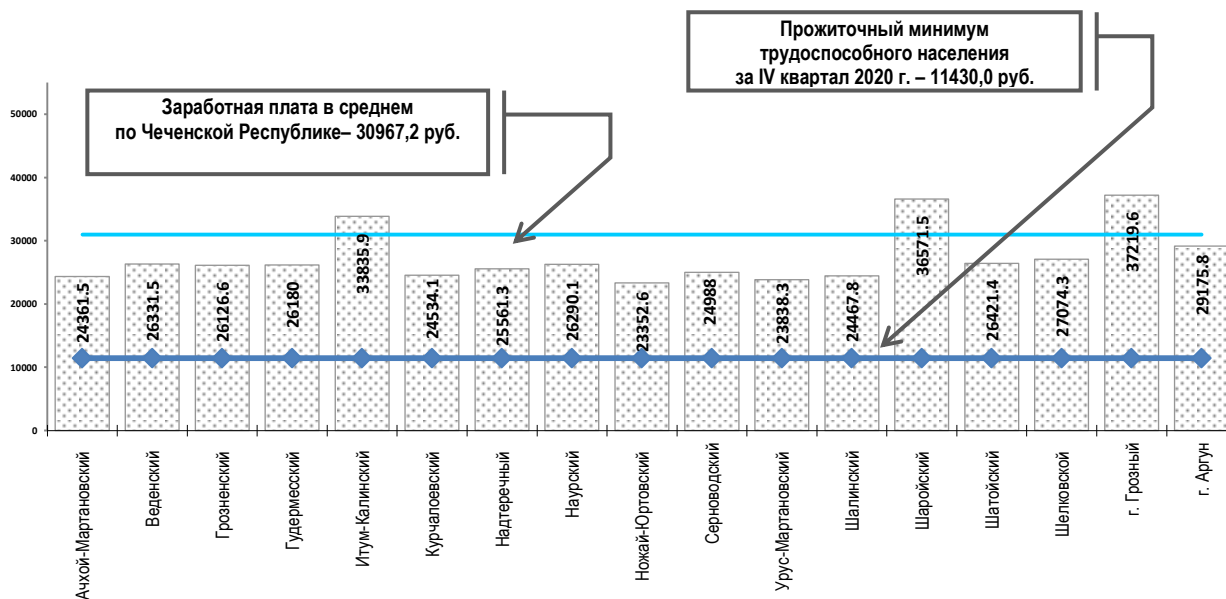 Прожиточный минимум
трудоспособного населения
за IV квартал 2020 г. – 11430,0 руб.
Заработная плата в среднем
по Чеченской Республике– 30967,2 руб.
50000
40000
30000
20000
10000
0
24361.5
26331.5
26126.6
26180
33835.9
24534.1
25561.3
26290.1
23352.6
24988
23838.3
24467.8
36571.5
26421.4
27074.3
37219.6
29175.8
Ачхой-Мартановский
Веденский
Грозненский
Гудермесский
Итум-Калинский
Курчалоевский
Надтеречный
Наурский
Ножай-Юртовский
Серноводский
Урус-Мартановский
Шалинский
Шаройский
Шатойский
Шелковской
г. Грозный
г. Аргун